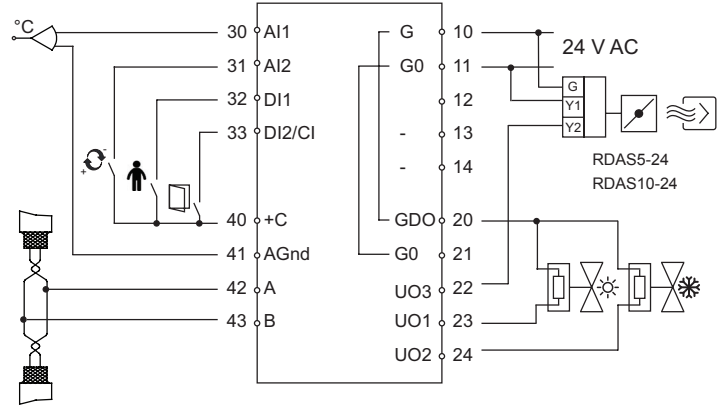 °C
30 AI1
31 AI2
32 DI1
33 DI2/CI
40 +C
41 AGnd
42 A
43 B
- +
G 10
G0 11
12
- 13
- 14
GDO 20
G0 21
UO3 22
UO1 23
UO2 24
24 V AC
G
Y1
Y2
RDAS5-24
RDAS10-24